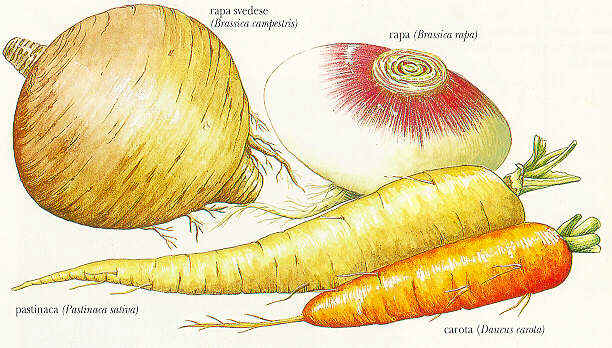 rapa svedese
(Brassica campestris)
rapa (Brassica rapa)
pastinaca (Pastinaca sativa)
carota (Daucus carota)